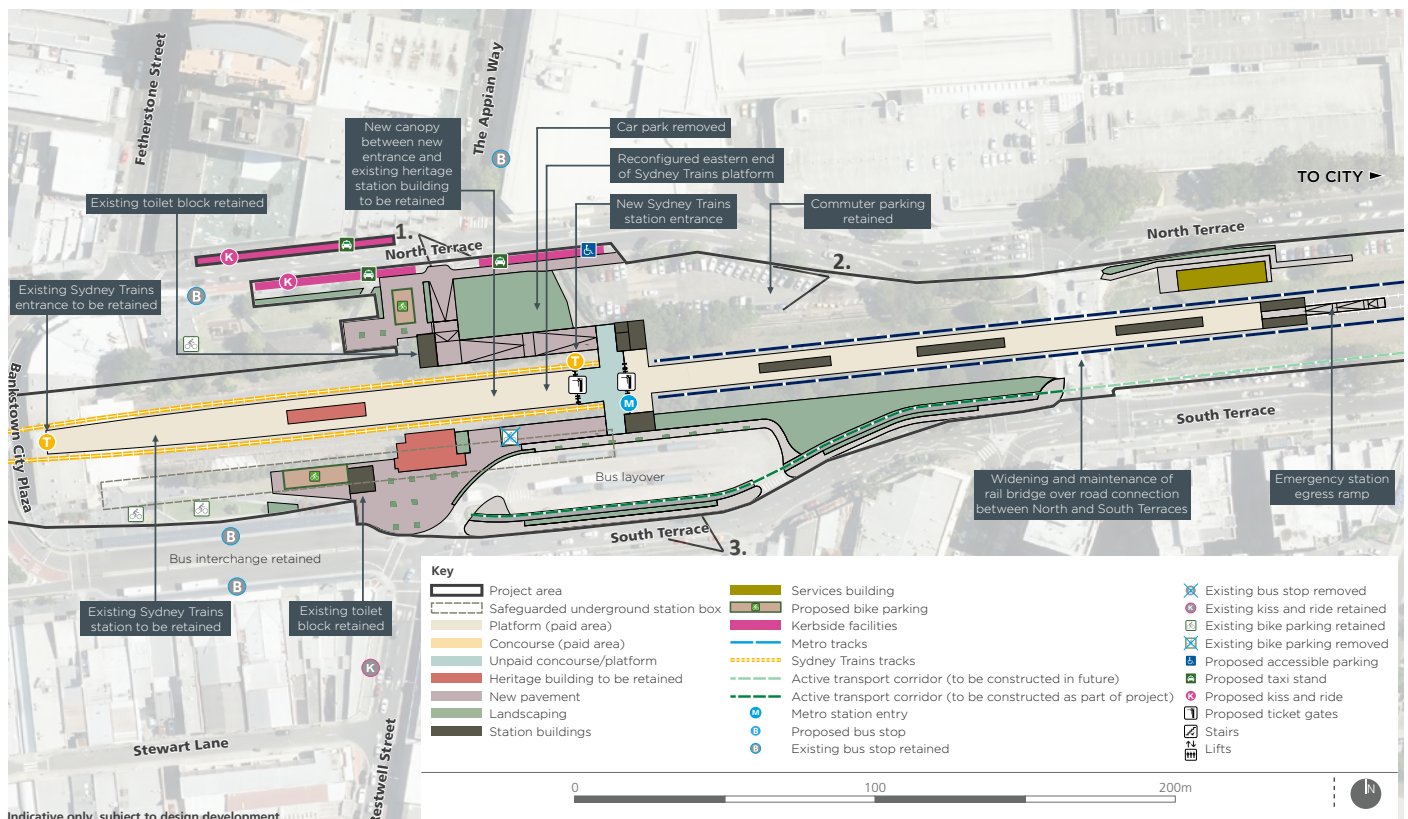 Fetherstone Street
The Appian Way
New canopy
between new
entrance and
existing heritage
station building
to be retained
Car park removed
Reconfigured eastern end
of Sydney Trains platform
New Sydney Trains
station entrance
Commuter parking
retained
TO CITY
Existing toilet block retained
B
1.
North Terrace
North Terrace
2.
K
K
B
Existing Sydney Trains
entrance to be retained
Bankstown City Plaza
T
T
M
South Terrace
Bus layover
Widening and maintenance of
rail bridge over road connection
between North and South Terraces
Emergency station
egress ramp
South Terrace
3.
B
Bus interchange retained
B
Existing Sydney Trains
station to be retained
Existing toilet
block retained
K
Stewart Lane
Restwell Street
Indicative only, subject to design development
Key
Project area
Safeguarded underground station box
Platform (paid area)
Concourse (paid area)
Unpaid concourse/platform
Heritage building to be retained
New pavement
Landscaping
Station buildings
Services building
Proposed bike parking
Kerbside facilities
Metro tracks
Sydney Trains tracks
Active transport corridor (to be constructed in future)
Active transport corridor (to be constructed as part of project)
M Metro station entry
B Proposed bus stop
B Existing bus stop retained
B Existing bus stop removed
K Existing kiss and ride retained
Existing bike parking retained
Existing bike parking removed
Proposed accessible parking
Proposed taxi stand
K Proposed kiss and ride
Proposed ticket gates
Stairs
Lifts
0 100 200m
N